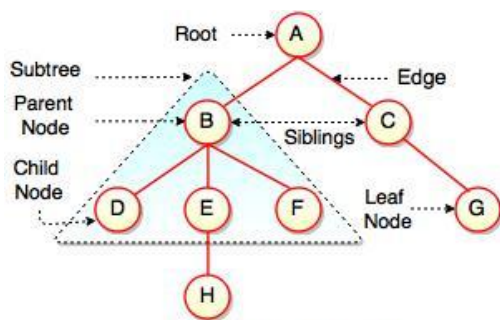 Root
A
Subtree
Edge
Parent
Node
B
Siblings
C
Child
Node
D
E
F
Leaf
Node
G
H